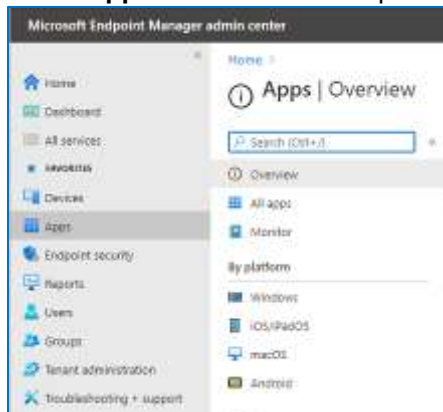 Microsoft Endpoint Manager admin center
Home
Dashboard
All services
FAVORITES
Devices
Apps
Endpoint security
Reports
Users
Groups
Tenant administration
Troubleshooting + support
Home >
Apps | Overview
Search (Ctrl+/)
Overview
All apps
Monitor
By platform
Windows
iOS/iPadOS
macOS
Android